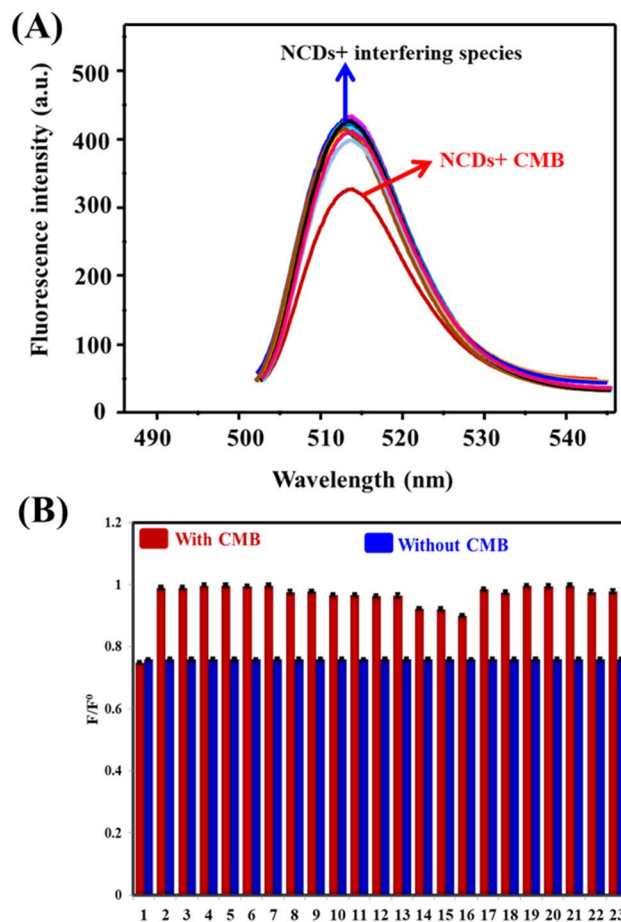 (A)
NCDs+ interfering species
NCDs+ CMB
Fluorescence intensity (a.u.)
500
400
300
200
100
0
490 500 510 520 530 540
Wavelength (nm)
(B)
With CMB
Without CMB
F/F⁰
1.2
1
0.8
0.6
0.4
0.2
0
1 2 3 4 5 6 7 8 9 10 11 12 13 14 15 16 17 18 19 20 21 22 23